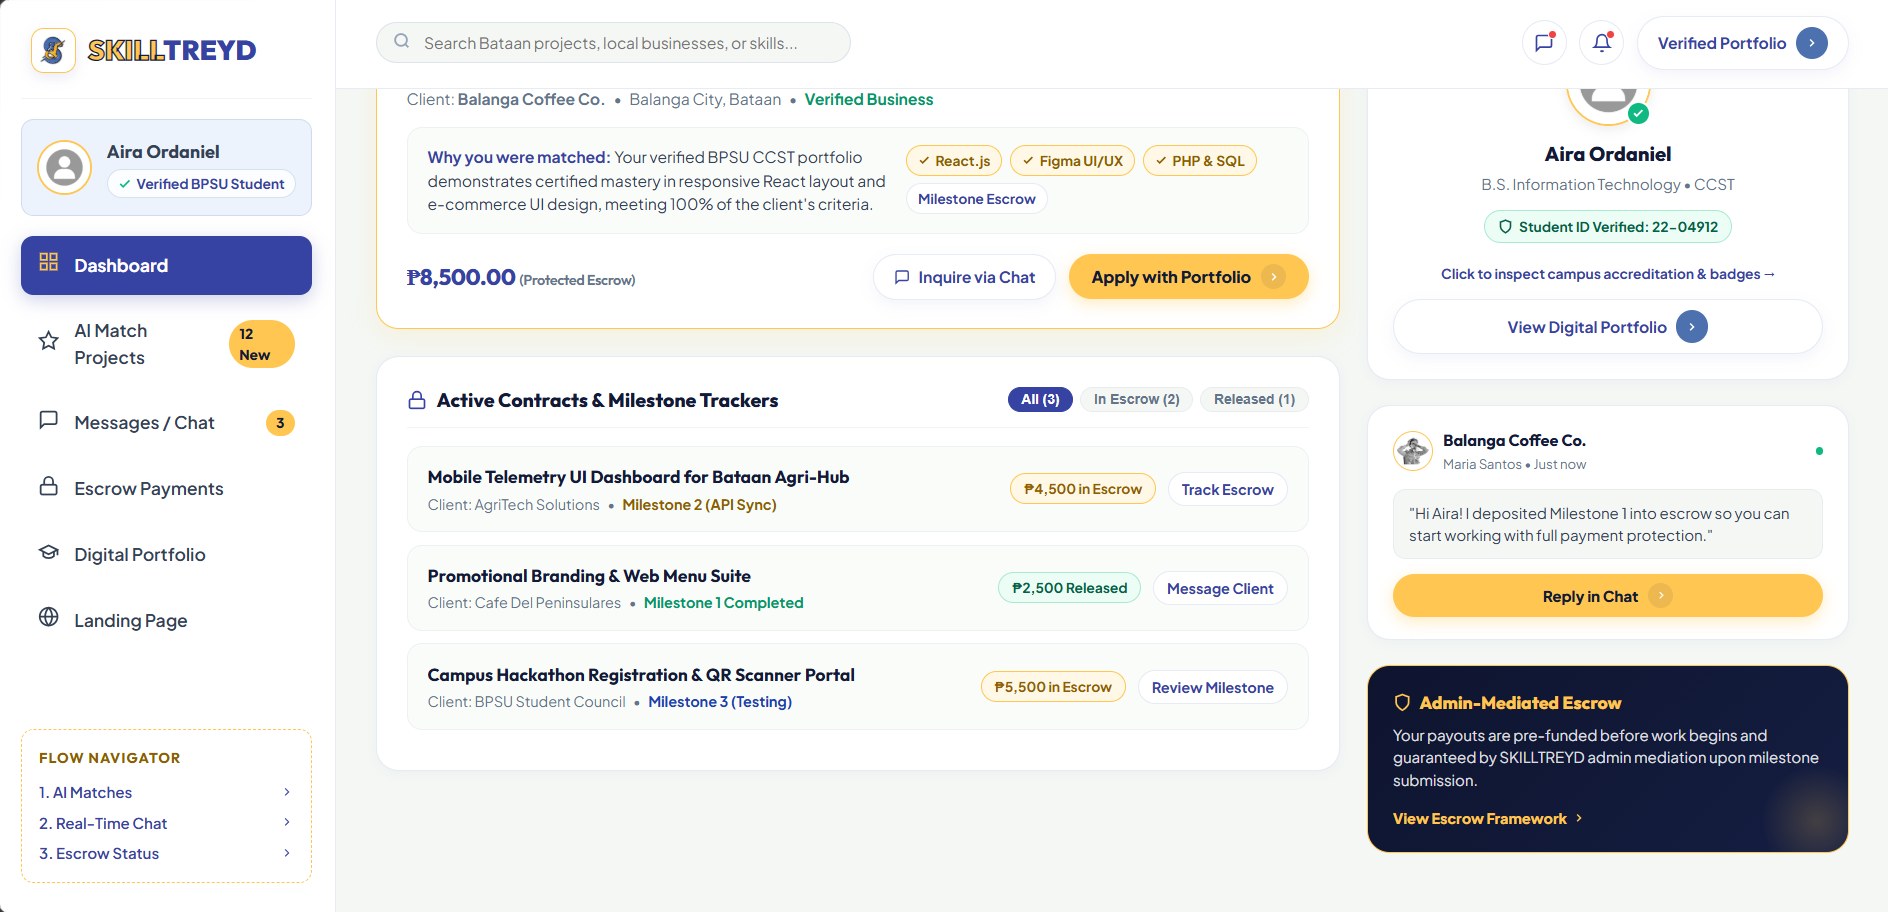 SKILLTREYD
Aira Ordaniel
Verified BPSU Student
Dashboard
AI Match
Projects
12
New
Messages / Chat
3
Escrow Payments
Digital Portfolio
Landing Page
FLOW NAVIGATOR
1. AI Matches
2. Real-Time Chat
3. Escrow Status
Search Bataan projects, local businesses, or skills...
Verified Portfolio
Client: Balanga Coffee Co. • Balanga City, Bataan • Verified Business
Why you were matched: Your verified BPSU CCST portfolio
demonstrates certified mastery in responsive React layout and
e-commerce UI design, meeting 100% of the client's criteria.
React.js
Figma UI/UX
PHP & SQL
Milestone Escrow
₱8,500.00 (Protected Escrow)
Inquire via Chat
Apply with Portfolio
Active Contracts & Milestone Trackers
All (3)
In Escrow (2)
Released (1)
Mobile Telemetry UI Dashboard for Bataan Agri-Hub
Client: AgriTech Solutions • Milestone 2 (API Sync)
₱4,500 in Escrow
Track Escrow
Promotional Branding & Web Menu Suite
Client: Cafe Del Peninsulares • Milestone 1 Completed
₱2,500 Released
Message Client
Campus Hackathon Registration & QR Scanner Portal
Client: BPSU Student Council • Milestone 3 (Testing)
₱5,500 in Escrow
Review Milestone
Aira Ordaniel
B.S. Information Technology • CCST
Student ID Verified: 22-04912
Click to inspect campus accreditation & badges →
View Digital Portfolio
Balanga Coffee Co.
Maria Santos • Just now
"Hi Aira! I deposited Milestone 1 into escrow so you can
start working with full payment protection."
Reply in Chat
Admin-Mediated Escrow
Your payouts are pre-funded before work begins and
guaranteed by SKILLTREYD admin mediation upon milestone
submission.
View Escrow Framework